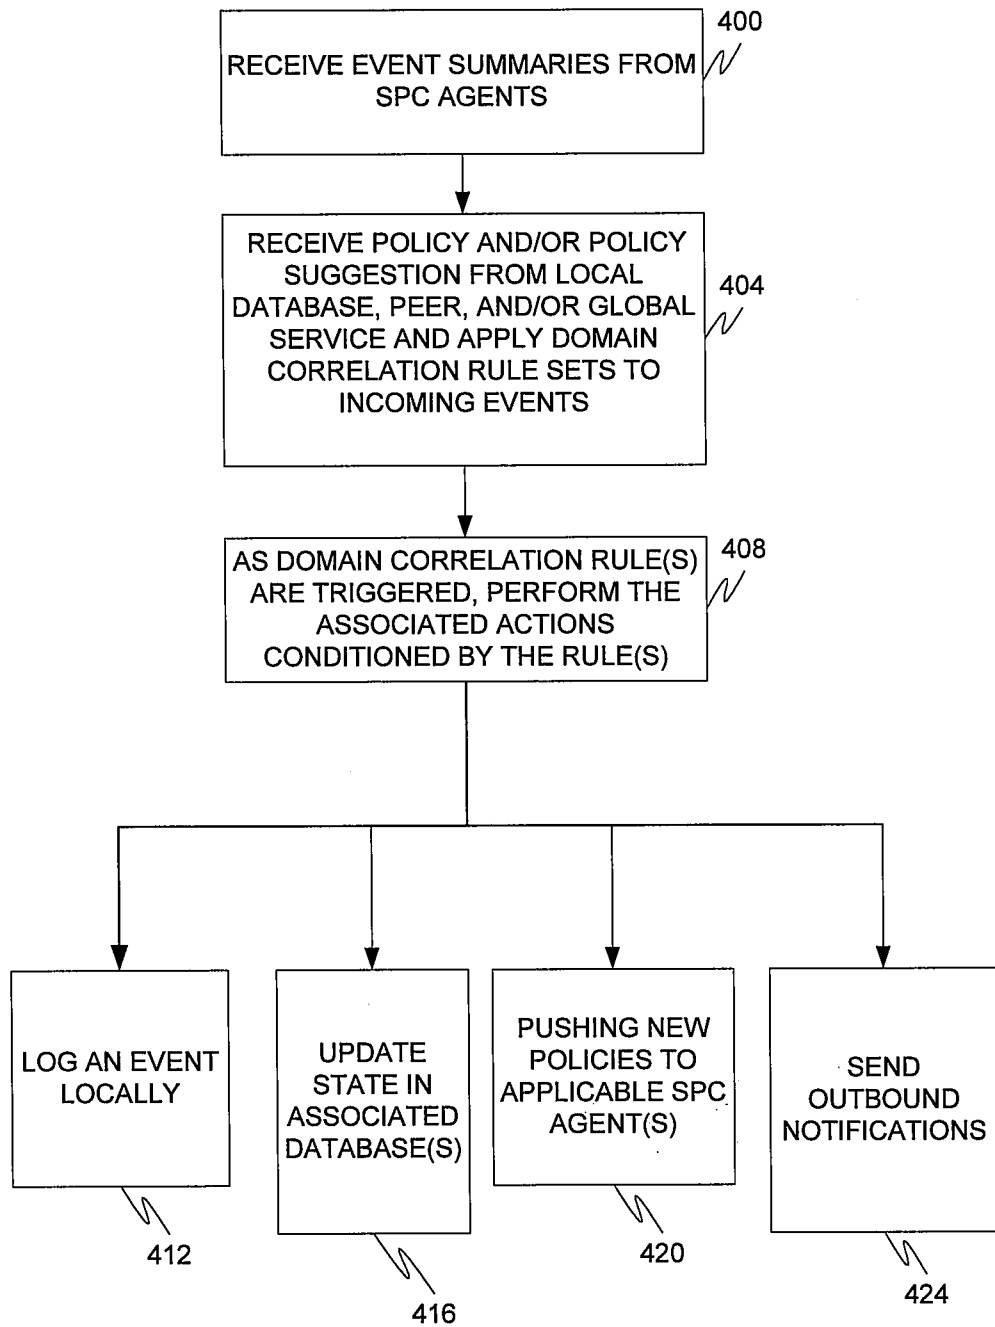 400
RECEIVE EVENT SUMMARIES FROM
SPC AGENTS
RECEIVE POLICY AND/OR POLICY
SUGGESTION FROM LOCAL
DATABASE, PEER, AND/OR GLOBAL
SERVICE AND APPLY DOMAIN
CORRELATION RULE SETS TO
INCOMING EVENTS
404
AS DOMAIN CORRELATION RULE(S)
ARE TRIGGERED, PERFORM THE
ASSOCIATED ACTIONS
CONDITIONED BY THE RULE(S)
408
LOG AN EVENT
LOCALLY
412
UPDATE
STATE IN
ASSOCIATED
DATABASE(S)
416
PUSHING NEW
POLICIES TO
APPLICABLE SPC
AGENT(S)
420
SEND
OUTBOUND
NOTIFICATIONS
424